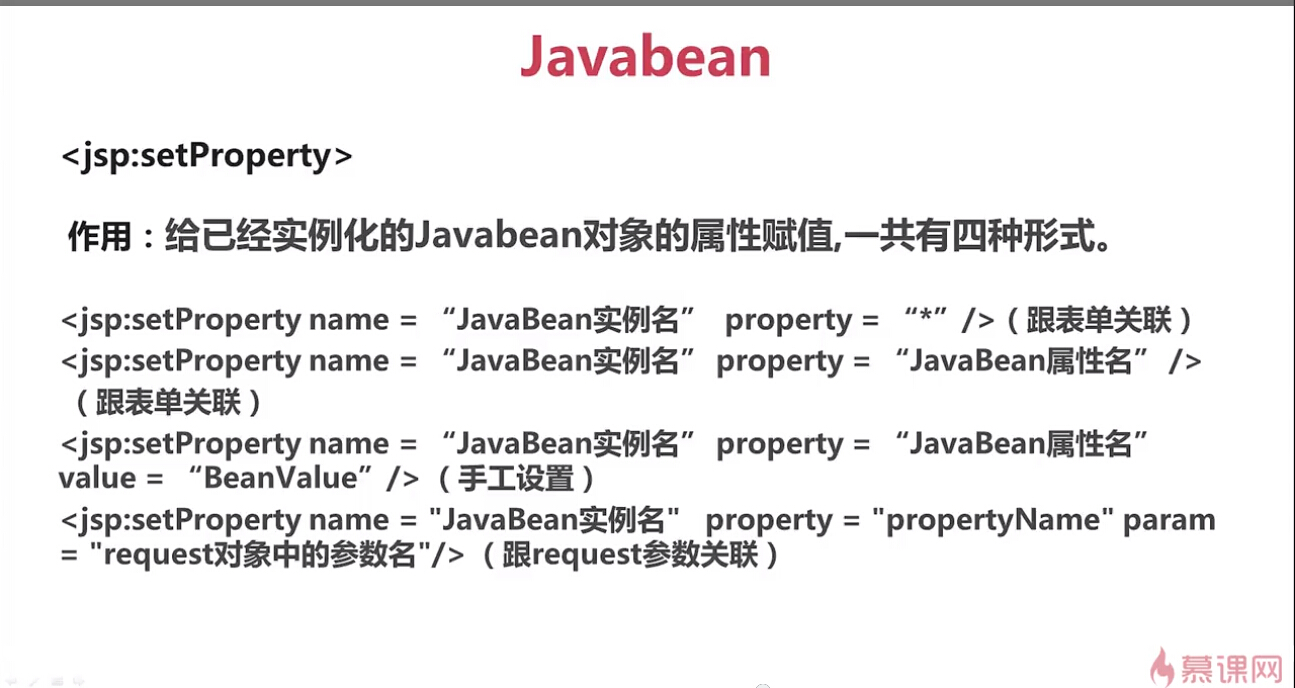 Javabean
<jsp:setProperty>
作用：给已经实例化的Javabean对象的属性赋值,一共有四种形式。
<jsp:setProperty name = “JavaBean实例名” property = “*” />（跟表单关联）
<jsp:setProperty name = “JavaBean实例名” property = “JavaBean属性名” />
（跟表单关联）
<jsp:setProperty name = “JavaBean实例名” property = “JavaBean属性名”
value = “BeanValue” />（手工设置）
<jsp:setProperty name = "JavaBean实例名" property = "propertyName" param
= "request对象中的参数名"/>（跟request参数关联）
慕课网